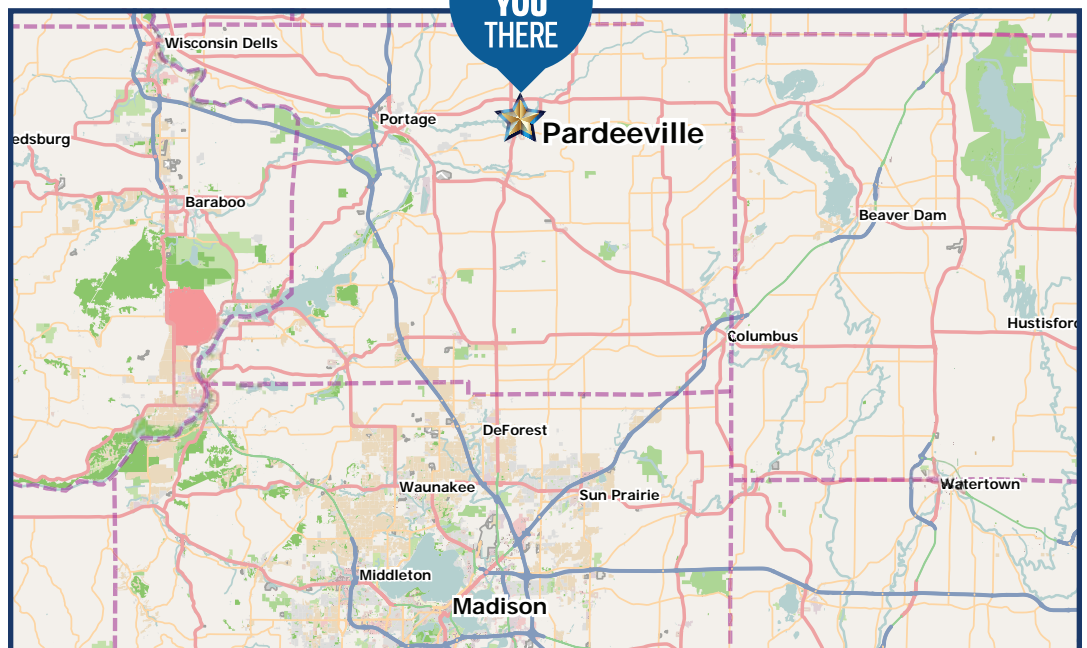 YOU
THERE
Wisconsin Dells
Portage
Pardeeville
edsburg
Baraboo
Beaver Dam
Hustisford
Columbus
DeForest
Waunakee
Sun Prairie
Watertown
Middleton
Madison